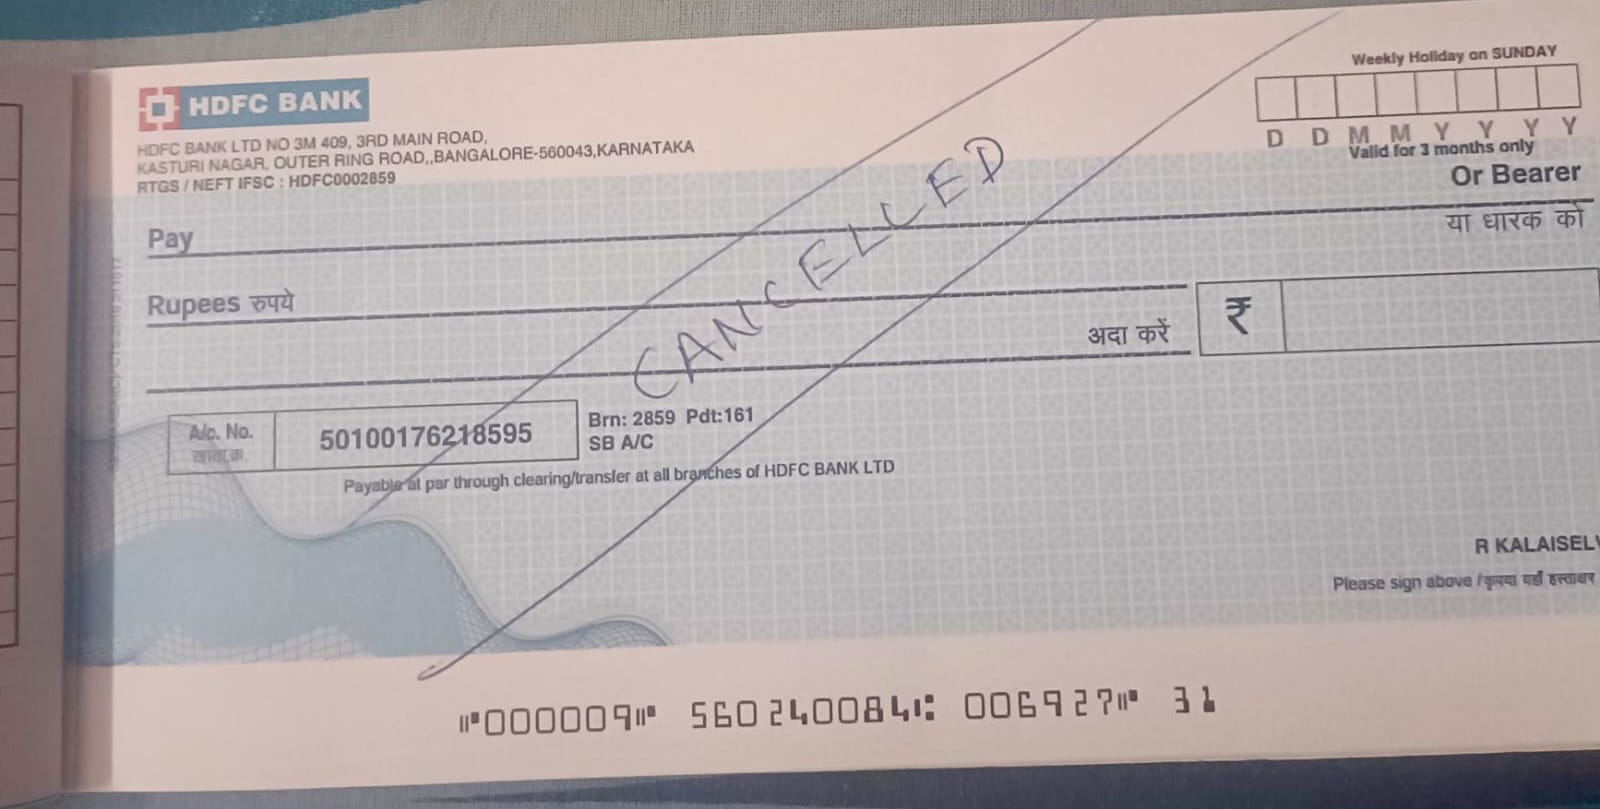 HDFC BANK
HDFC BANK LTD NO 3M 409, 3RD MAIN ROAD,
KASTURI NAGAR, OUTER RING ROAD,,BANGALORE-560043,KARNATAKA
RTGS / NEFT IFSC : HDFC0002859
Weekly Holiday on SUNDAY
D D M M Y Y Y Y
Valid for 3 months only
Or Bearer
या धारक को
Pay
CANCELCED
Rupees रुपये
अदा करें
₹
A/c. No. 50100176218595
Brn: 2859 Pdt:161
SB A/C
Payable at par through clearing/transfer at all branches of HDFC BANK LTD
R KALAISELV
Please sign above / कृपया यहाँ हस्ताक्षर
⑈000009⑈ 560240084⑆ 006927⑈ 31